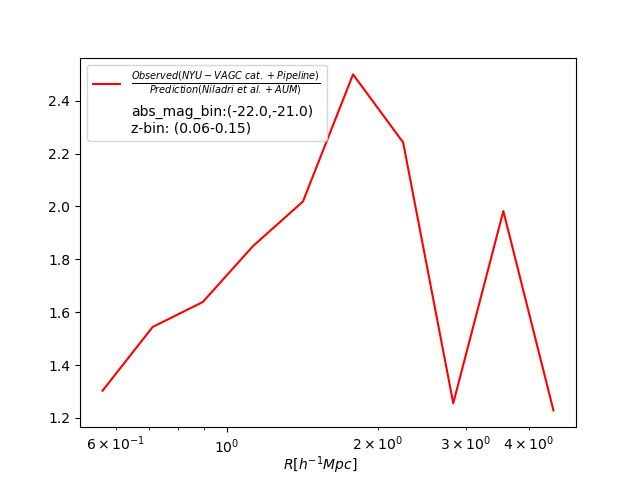 Observed(NYU−VAGC cat. + Pipeline)
Prediction(Niladri et al. + AUM)
abs_mag_bin:(-22.0,-21.0)
z-bin: (0.06-0.15)
2.4
2.2
2.0
1.8
1.6
1.4
1.2
6 × 10⁻¹ 10⁰ 2 × 10⁰ 3 × 10⁰ 4 × 10⁰
R[h⁻¹Mpc]